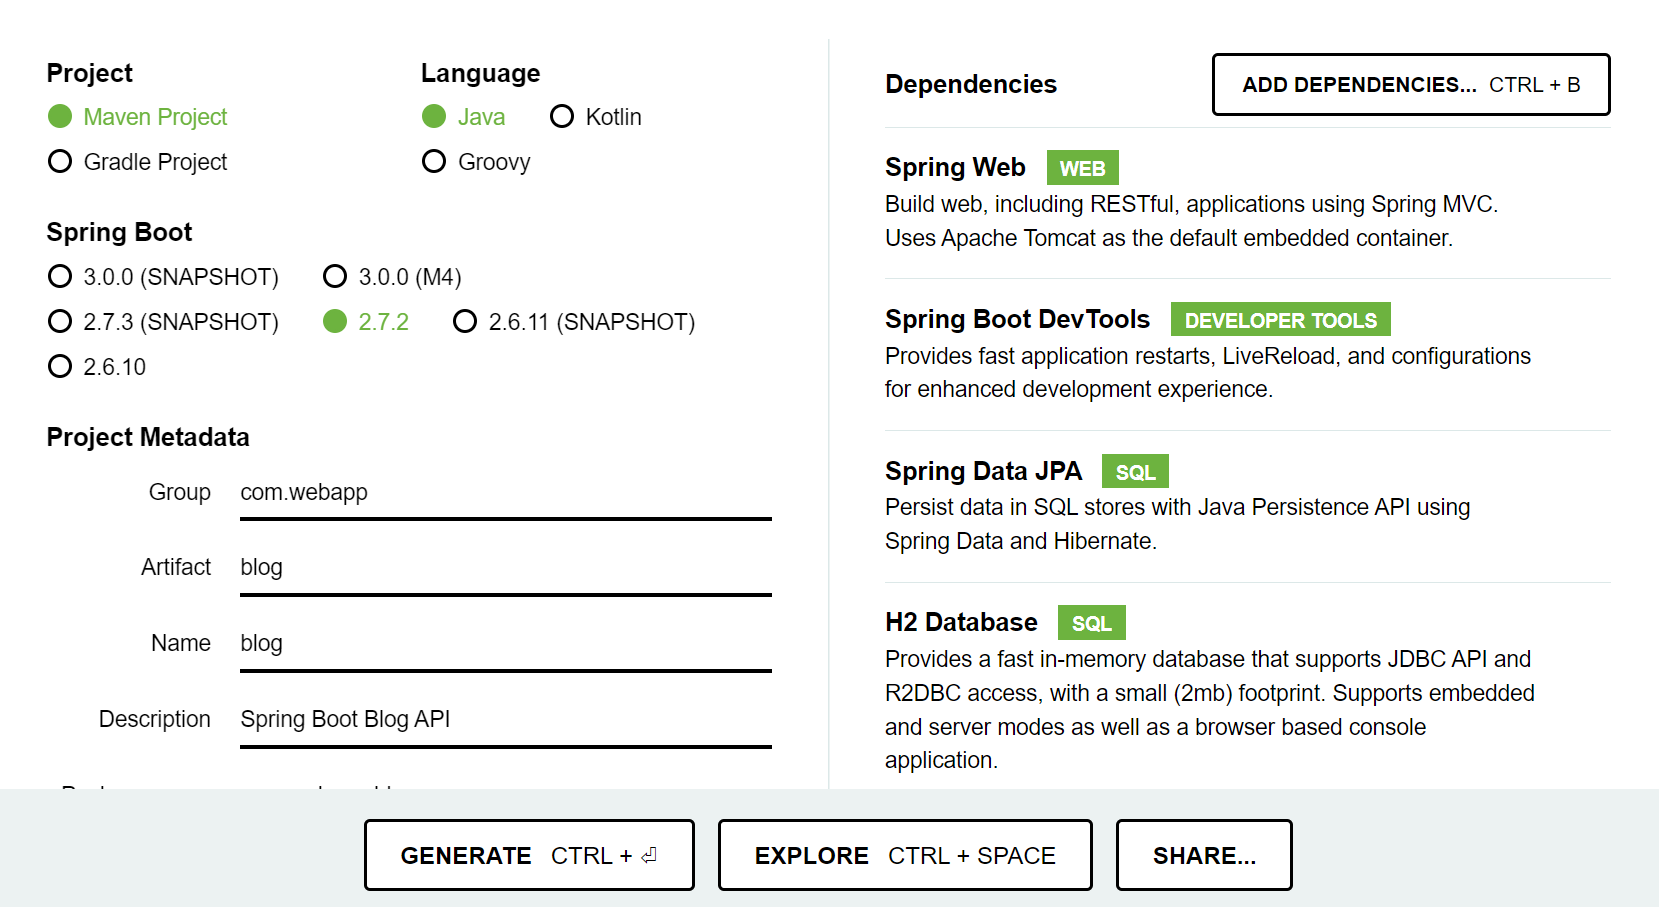 Project
Maven Project
Gradle Project
Language
Java Kotlin
Groovy
Spring Boot
3.0.0 (SNAPSHOT) 3.0.0 (M4)
2.7.3 (SNAPSHOT) 2.7.2 2.6.11 (SNAPSHOT)
2.6.10
Project Metadata
Group com.webapp
Artifact blog
Name blog
Description Spring Boot Blog API
Dependencies ADD DEPENDENCIES... CTRL + B
Spring Web WEB
Build web, including RESTful, applications using Spring MVC.
Uses Apache Tomcat as the default embedded container.
Spring Boot DevTools DEVELOPER TOOLS
Provides fast application restarts, LiveReload, and configurations
for enhanced development experience.
Spring Data JPA SQL
Persist data in SQL stores with Java Persistence API using
Spring Data and Hibernate.
H2 Database SQL
Provides a fast in-memory database that supports JDBC API and
R2DBC access, with a small (2mb) footprint. Supports embedded
and server modes as well as a browser based console
application.
GENERATE CTRL + ⏎
EXPLORE CTRL + SPACE
SHARE...